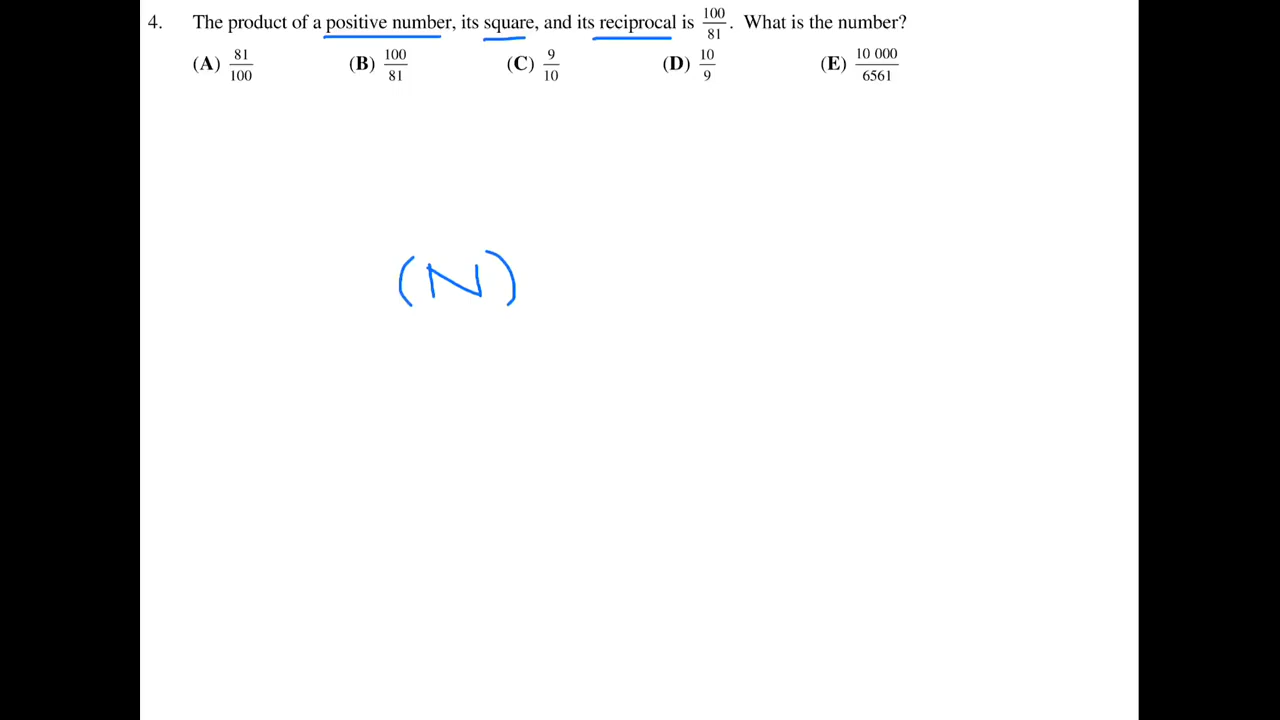 4. The product of a positive number, its square, and its reciprocal is 100/81. What is the number?
(A) 81/100 (B) 100/81 (C) 9/10 (D) 10/9 (E) 10 000/6561
(N)